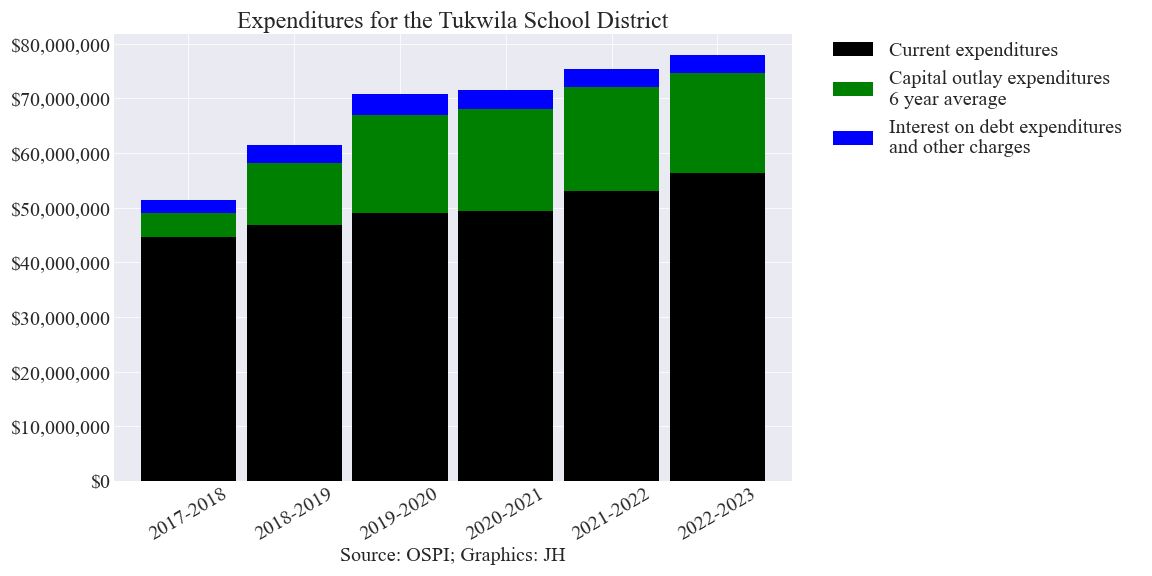 Expenditures for the Tukwila School District
$80,000,000
$70,000,000
$60,000,000
$50,000,000
$40,000,000
$30,000,000
$20,000,000
$10,000,000
$0
2017-2018
2018-2019
2019-2020
2020-2021
2021-2022
2022-2023
Source: OSPI; Graphics: JH
Current expenditures
Capital outlay expenditures
6 year average
Interest on debt expenditures
and other charges